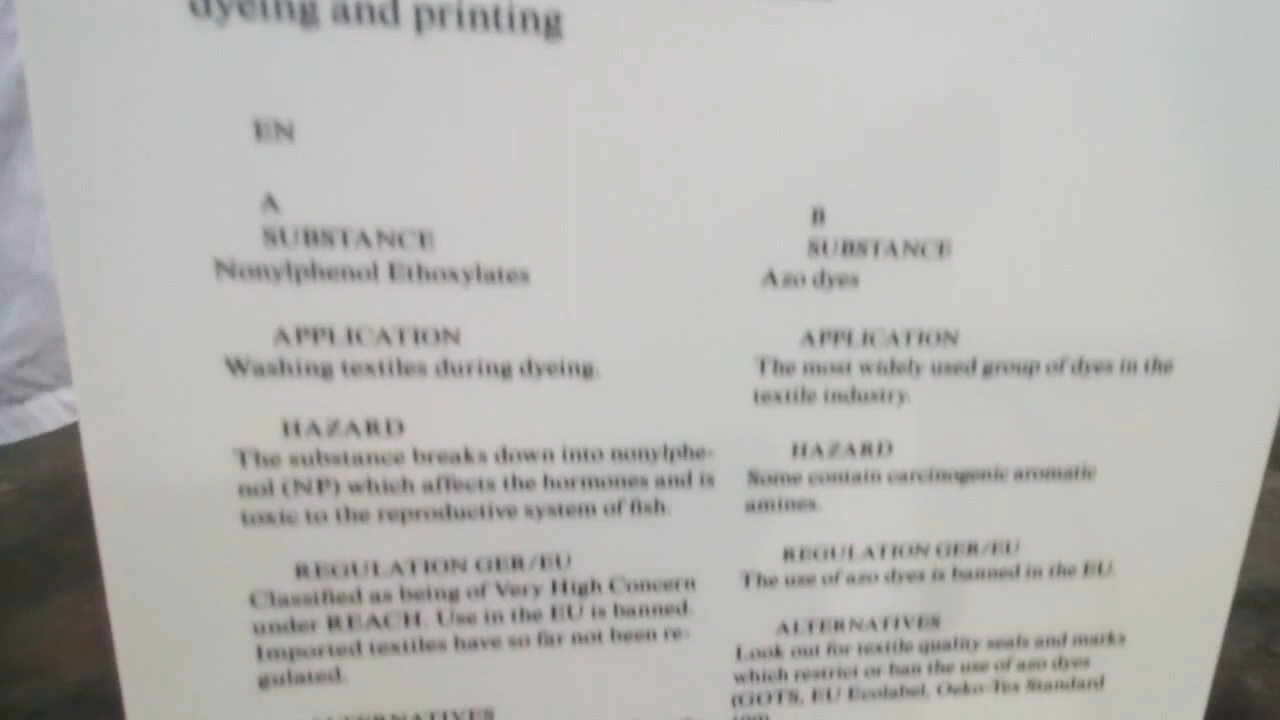 dyeing and printing
EN
A
SUBSTANCE
Nonylphenol Ethoxylates
APPLICATION
Washing textiles during dyeing.
HAZARD
The substance breaks down into nonylphe-
nol (NP) which affects the hormones and is
toxic to the reproductive system of fish.
REGULATION GER/EU
Classified as being of Very High Concern
under REACH. Use in the EU is banned.
Imported textiles have so far not been re-
gulated.
ALTERNATIVES
B
SUBSTANCE
Azo dyes
APPLICATION
The most widely used group of dyes in the
textile industry.
HAZARD
Some contain carcinogenic aromatic
amines.
REGULATION GER/EU
The use of azo dyes is banned in the EU.
ALTERNATIVES
Look out for textile quality seals and marks
which restrict or ban the use of azo dyes
(GOTS, EU Ecolabel, Oeko-Tex Standard